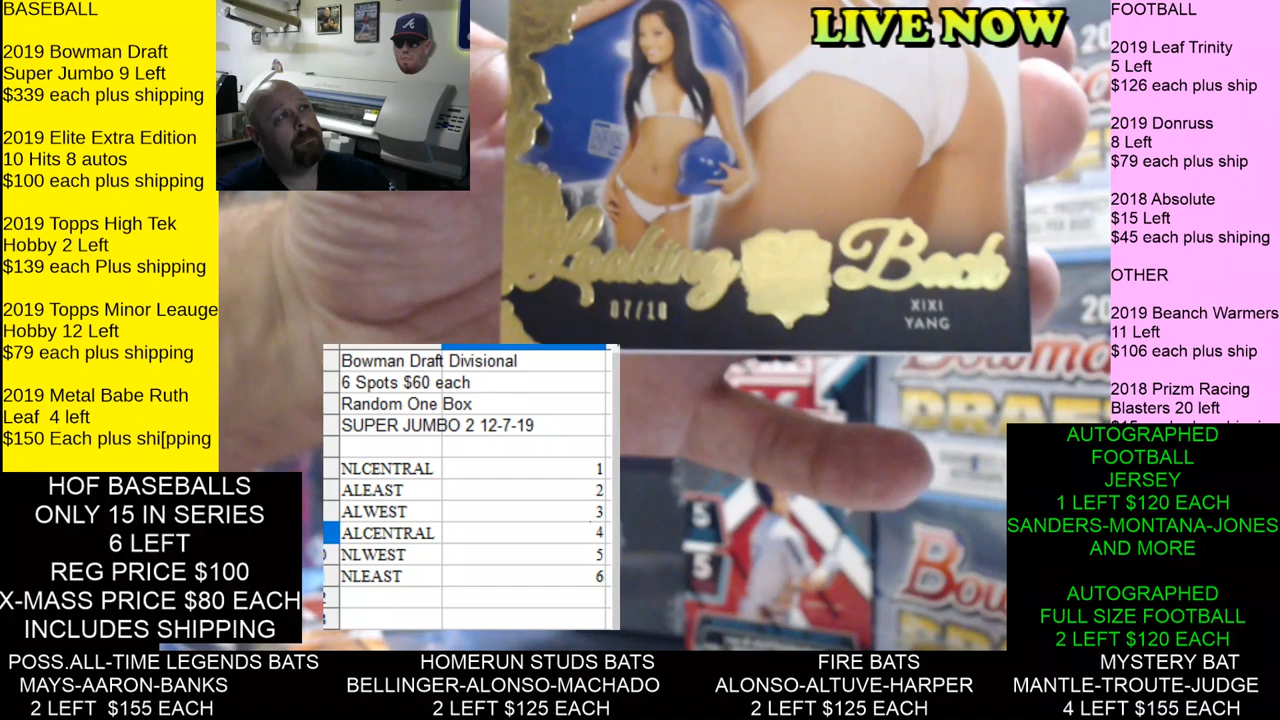 BASEBALL
2019 Bowman Draft
Super Jumbo 9 Left
$339 each plus shipping
2019 Elite Extra Edition
10 Hits 8 autos
$100 each plus shipping
2019 Topps High Tek
Hobby 2 Left
$139 each Plus shipping
2019 Topps Minor Leauge
Hobby 12 Left
$79 each plus shipping
2019 Metal Babe Ruth
Leaf 4 left
$150 Each plus shi[pping
HOF BASEBALLS
ONLY 15 IN SERIES
6 LEFT
REG PRICE $100
X-MASS PRICE $80 EACH
INCLUDES SHIPPING
LIVE NOW
Looking Back
07/10
XIXI
YANG
Bowman Draft Divisional
6 Spots $60 each
Random One Box
SUPER JUMBO 2 12-7-19
NLCENTRAL 1
ALEAST 2
ALWEST 3
ALCENTRAL 4
NLWEST 5
NLEAST 6
FOOTBALL
2019 Leaf Trinity
5 Left
$126 each plus ship
2019 Donruss
8 Left
$79 each plus ship
2018 Absolute
$15 Left
$45 each plus shiping
OTHER
2019 Beanch Warmers
11 Left
$106 each plus ship
2018 Prizm Racing
Blasters 20 left
AUTOGRAPHED
FOOTBALL
JERSEY
1 LEFT $120 EACH
SANDERS-MONTANA-JONES
AND MORE
AUTOGRAPHED
FULL SIZE FOOTBALL
2 LEFT $120 EACH
POSS.ALL-TIME LEGENDS BATS
MAYS-AARON-BANKS
2 LEFT $155 EACH
HOMERUN STUDS BATS
BELLINGER-ALONSO-MACHADO
2 LEFT $125 EACH
FIRE BATS
ALONSO-ALTUVE-HARPER
2 LEFT $125 EACH
MYSTERY BAT
MANTLE-TROUTE-JUDGE
4 LEFT $155 EACH